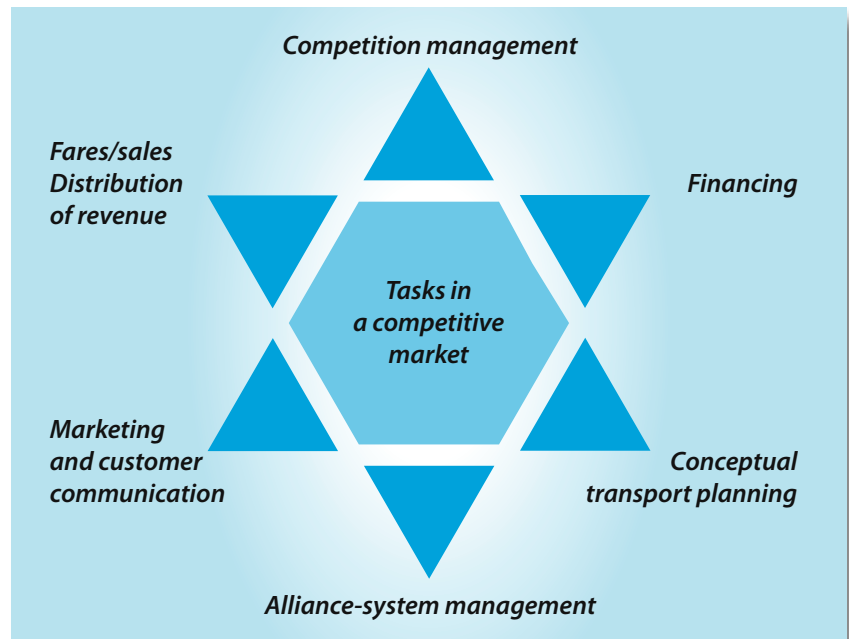 Competition management
Fares/sales
Distribution
of revenue
Financing
Tasks in
a competitive
market
Marketing
and customer
communication
Conceptual
transport planning
Alliance-system management